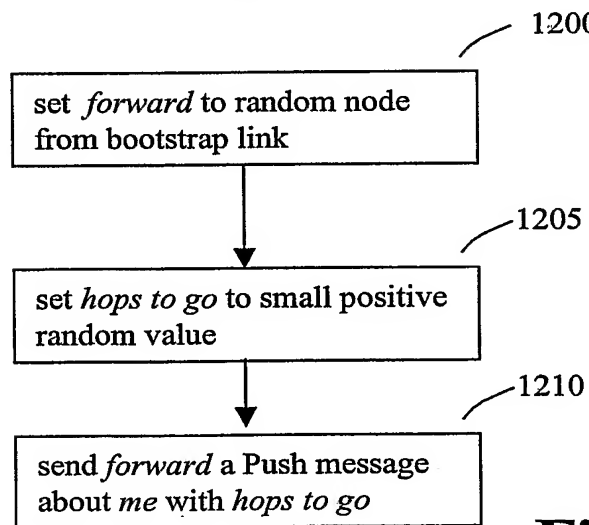 1200
set forward to random node
from bootstrap link
1205
set hops to go to small positive
random value
1210
send forward a Push message
about me with hops to go